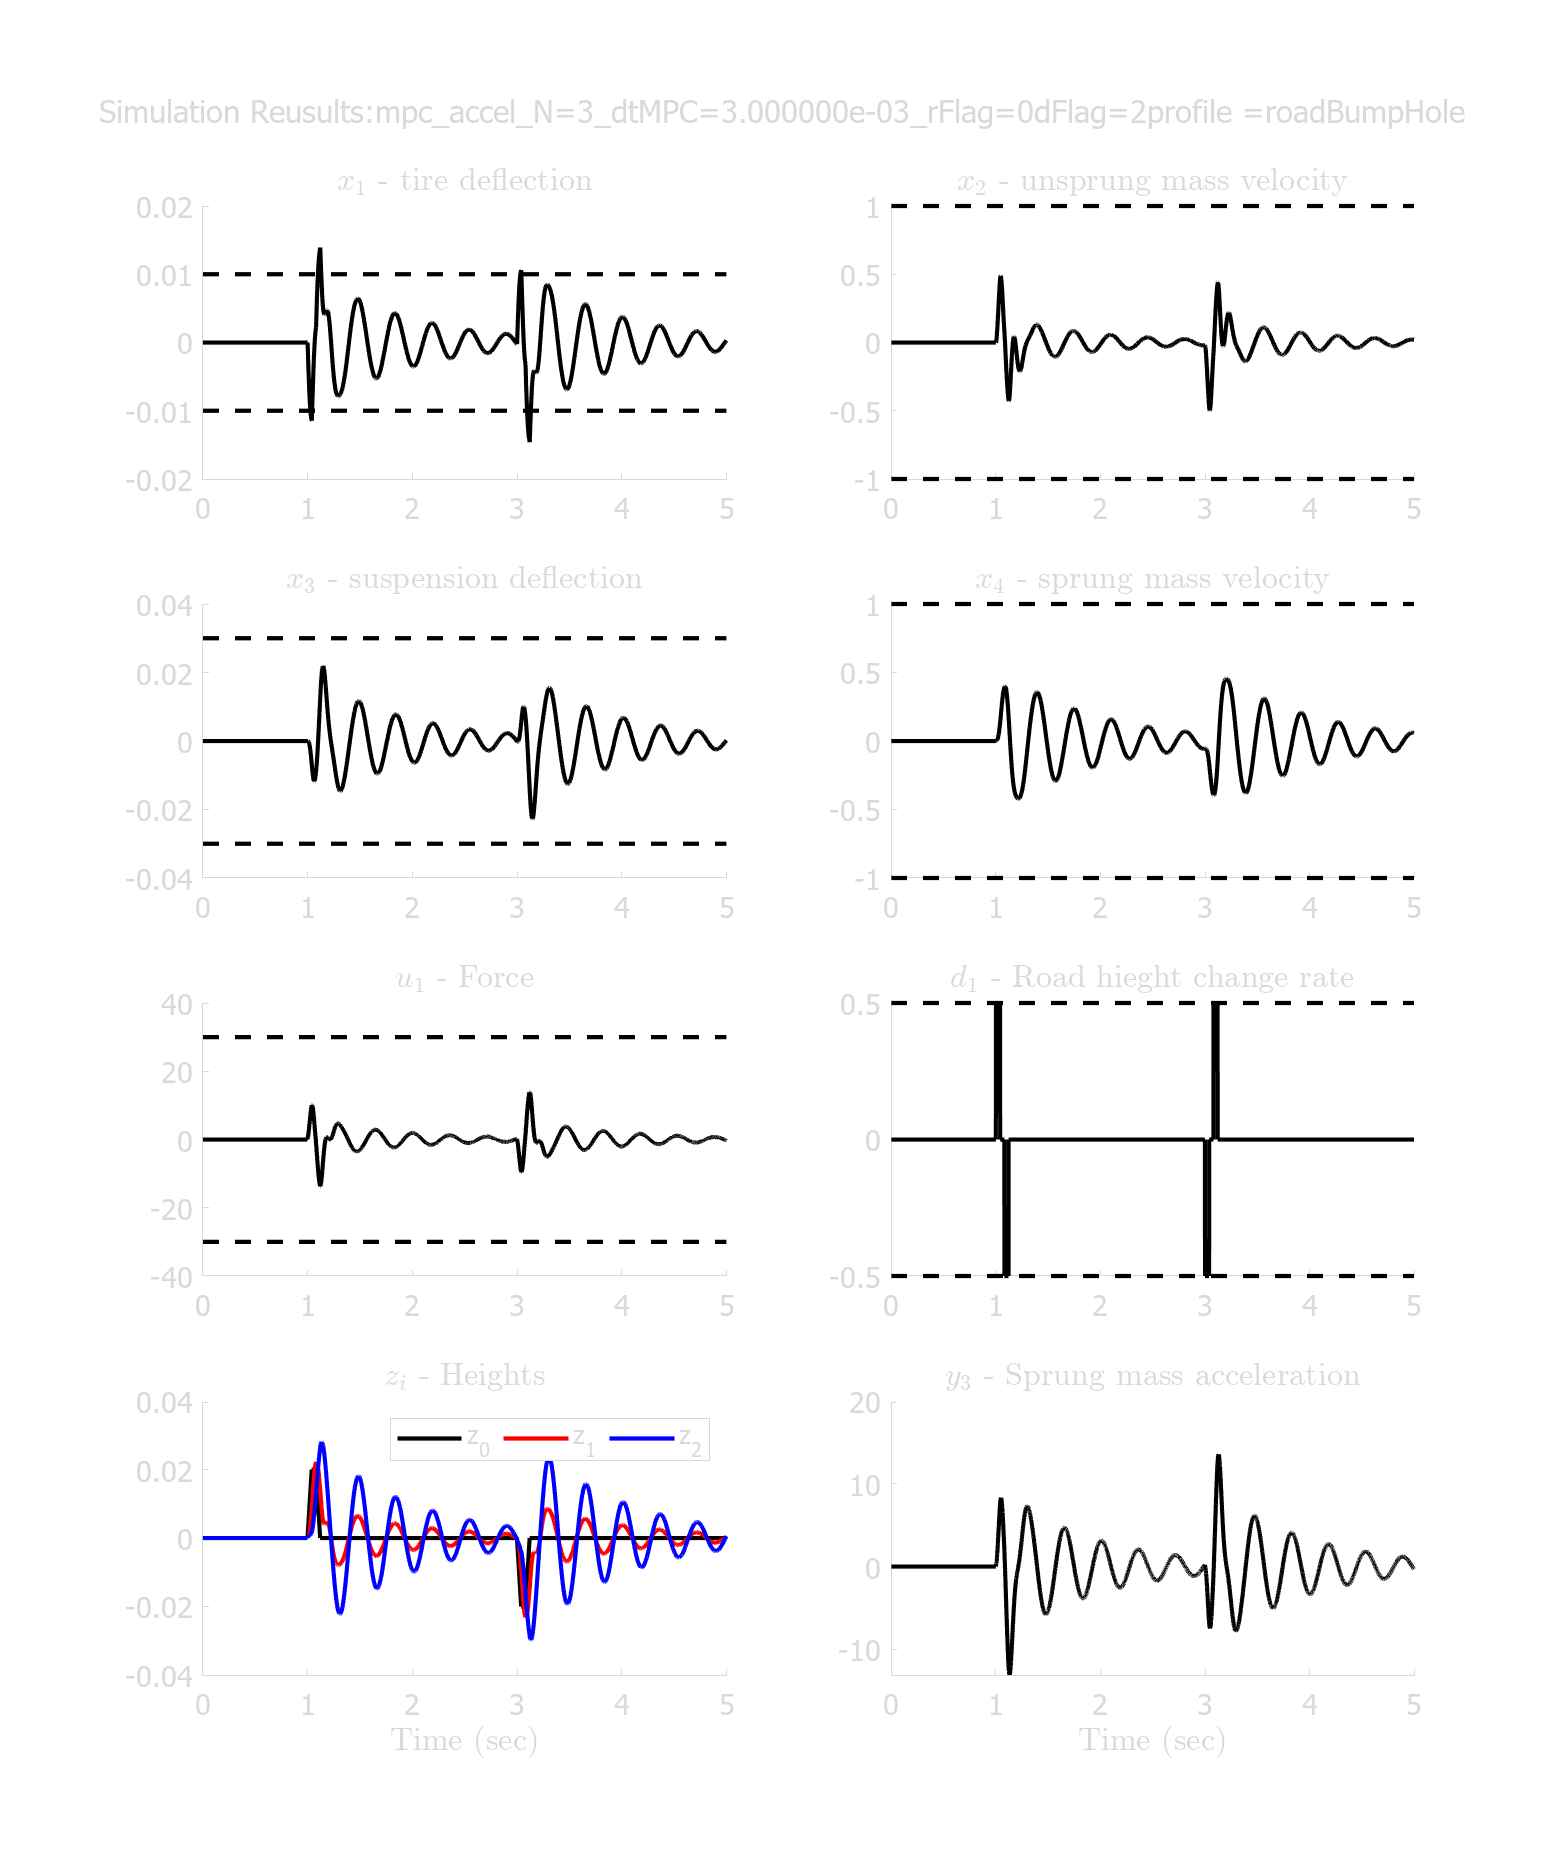 Simulation Reusults:mpc_accel_N=3_dtMPC=3.000000e-03_rFlag=0dFlag=2profile =roadBumpHole
x₁ - tire deflection
0.02
0.01
0
-0.01
-0.02
0 1 2 3 4 5
x₂ - unsprung mass velocity
1
0.5
0
-0.5
-1
0 1 2 3 4 5
x₃ - suspension deflection
0.04
0.02
0
-0.02
-0.04
0 1 2 3 4 5
x₄ - sprung mass velocity
1
0.5
0
-0.5
-1
0 1 2 3 4 5
u₁ - Force
40
20
0
-20
-40
0 1 2 3 4 5
d₁ - Road hieght change rate
0.5
0
-0.5
0 1 2 3 4 5
zᵢ - Heights
0.04
0.02
0
-0.02
-0.04
z₀ z₁ z₂
0 1 2 3 4 5
Time (sec)
y₃ - Sprung mass acceleration
20
10
0
-10
0 1 2 3 4 5
Time (sec)